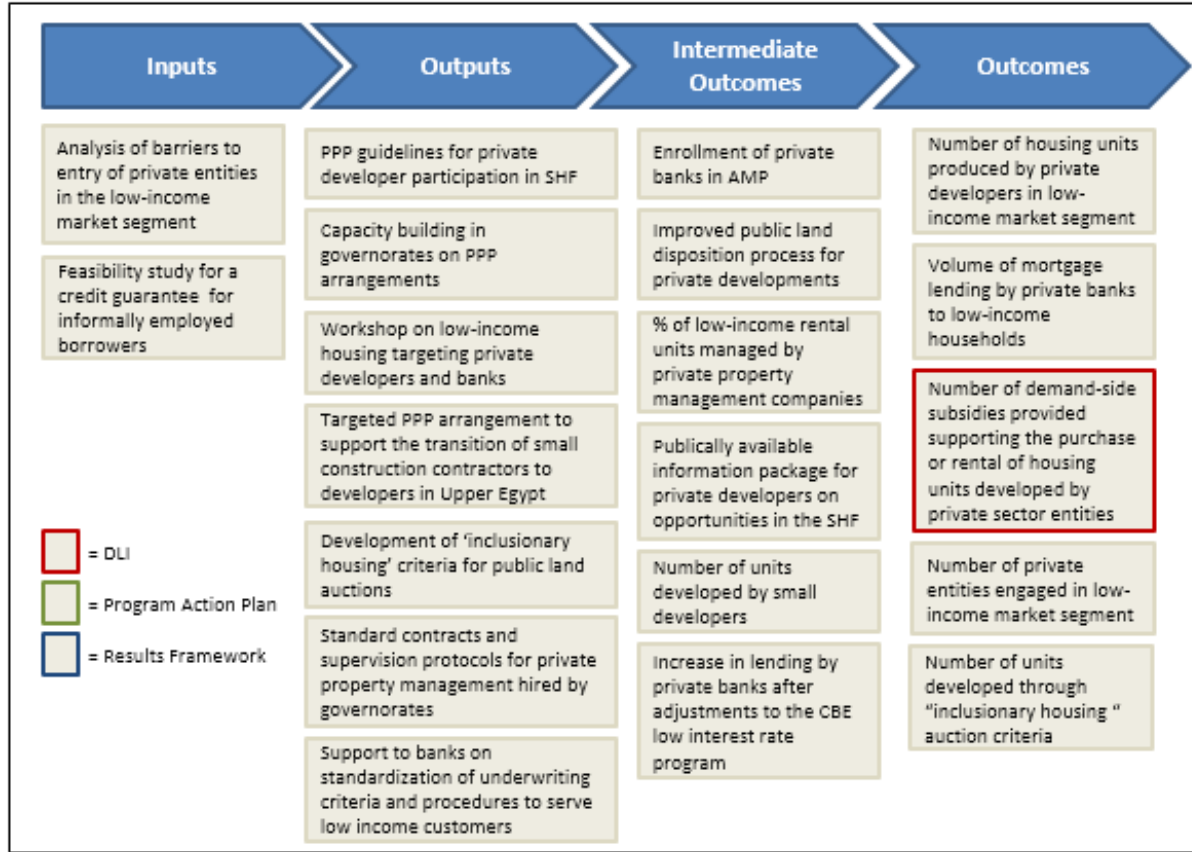 Inputs
Outputs
Intermediate
Outcomes
Outcomes
Analysis of barriers to
entry of private entities
in the low-income
market segment
Feasibility study for a
credit guarantee for
informally employed
borrowers
= DLI
= Program Action Plan
= Results Framework
PPP guidelines for private
developer participation in SHF
Capacity building in
governorates on PPP
arrangements
Workshop on low-income
housing targeting private
developers and banks
Targeted PPP arrangement to
support the transition of small
construction contractors to
developers in Upper Egypt
Development of ‘inclusionary
housing’ criteria for public land
auctions
Standard contracts and
supervision protocols for private
property management hired by
governorates
Support to banks on
standardization of underwriting
criteria and procedures to serve
low income customers
Enrollment of private
banks in AMP
Improved public land
disposition process for
private developments
% of low-income rental
units managed by
private property
management companies
Publically available
information package for
private developers on
opportunities in the SHF
Number of units
developed by small
developers
Increase in lending by
private banks after
adjustments to the CBE
low interest rate
program
Number of housing units
produced by private
developers in low-
income market segment
Volume of mortgage
lending by private banks
to low-income
households
Number of demand-side
subsidies provided
supporting the purchase
or rental of housing
units developed by
private sector entities
Number of private
entities engaged in low-
income market segment
Number of units
developed through
“inclusionary housing “
auction criteria